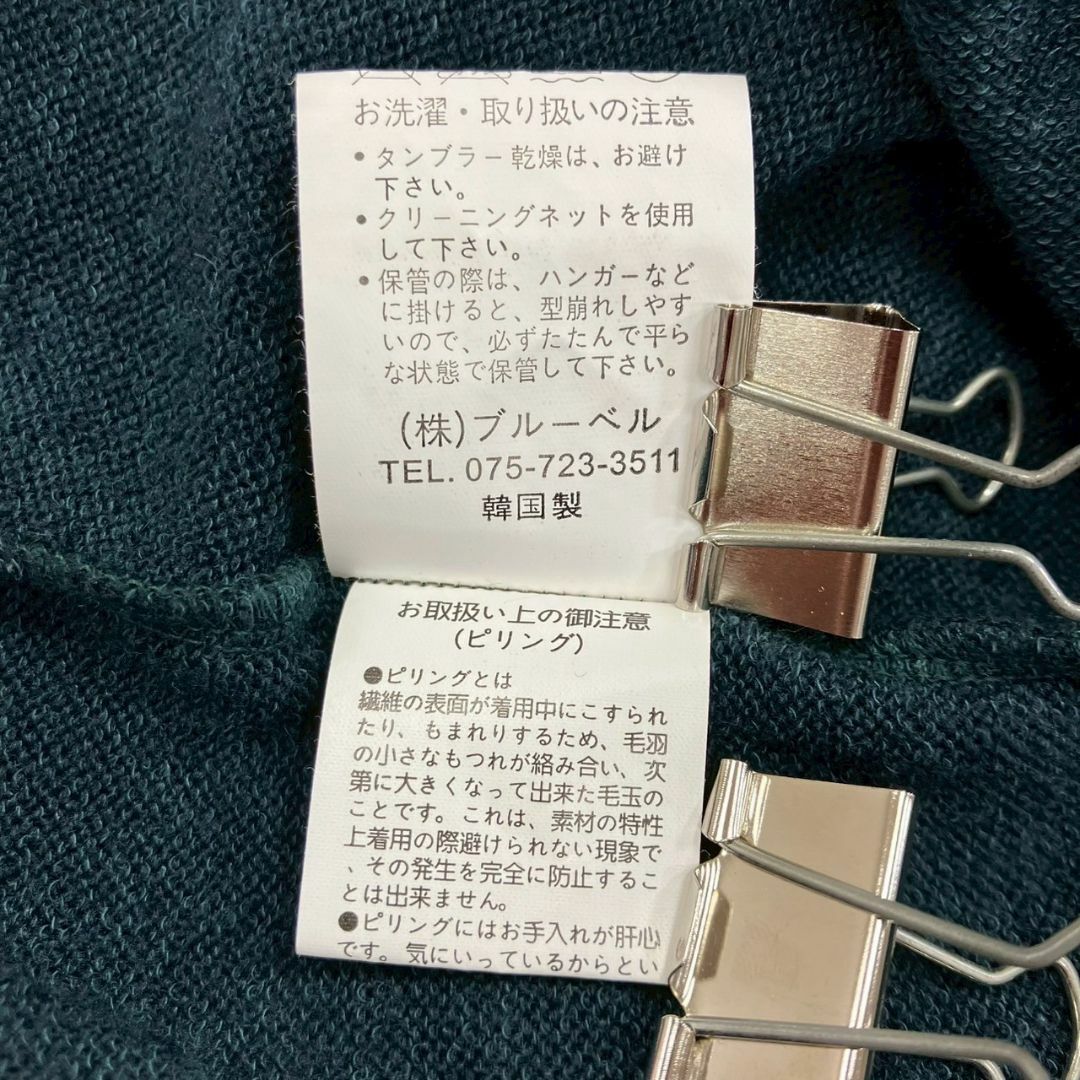 お洗濯・取り扱いの注意
• タンブラー乾燥は、お避け
下さい。
• クリーニングネットを使用
して下さい。
• 保管の際は、ハンガーなど
に掛けると、型崩れしやす
いので、必ずたたんで平ら
な状態で保管して下さい。
(株)ブルーベル
TEL. 075-723-3511
韓国製
お取扱い上の御注意
(ピリング)
●ピリングとは
繊維の表面が着用中にこすられ
たり、もまれりするため、毛羽
の小さなもつれが絡み合い、次
第に大きくなって出来た毛玉の
ことです。これは、素材の特性
上着用の際避けられない現象で
、その発生を完全に防止するこ
とは出来ません。
●ピリングにはお手入れが肝心
です。気にいっているからとい